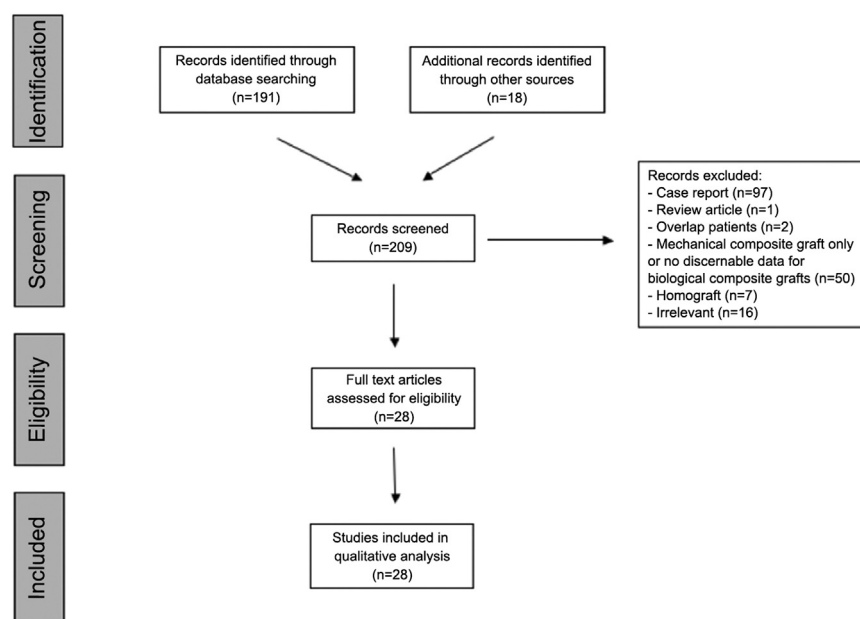 Identification
Records identified through
database searching
(n=191)
Additional records identified
through other sources
(n=18)
Screening
Records screened
(n=209)
Records excluded:
- Case report (n=97)
- Review article (n=1)
- Overlap patients (n=2)
- Mechanical composite graft only
or no discernable data for
biological composite grafts (n=50)
- Homograft (n=7)
- Irrelevant (n=16)
Eligibility
Full text articles
assessed for eligibility
(n=28)
Included
Studies included in
qualitative analysis
(n=28)